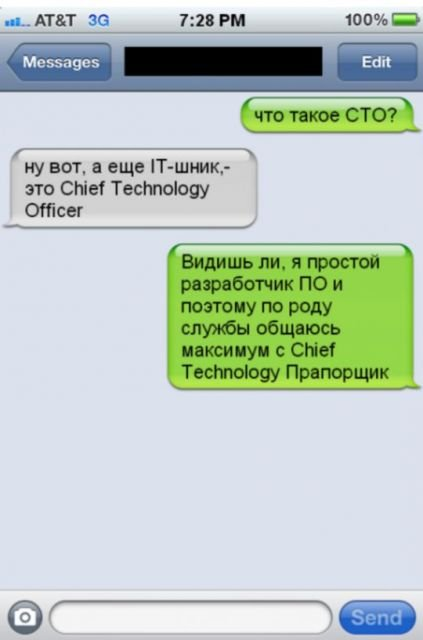 AT&T 3G 7:28 PM 100%
Messages Edit
что такое СТО?
ну вот, а еще IT-шник,-
это Chief Technology
Officer
Видишь ли, я простой
разработчик ПО и
поэтому по роду
службы общаюсь
максимум с Chief
Technology Прапорщик
Send